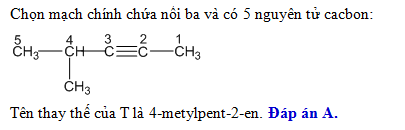 Chọn mạch chính chứa nối ba và có 5 nguyên tử cacbon:
5 4 3 2 1
CH3 CH C C CH3
CH3
Tên thay thế của T là 4-metylpent-2-en. Đáp án A.